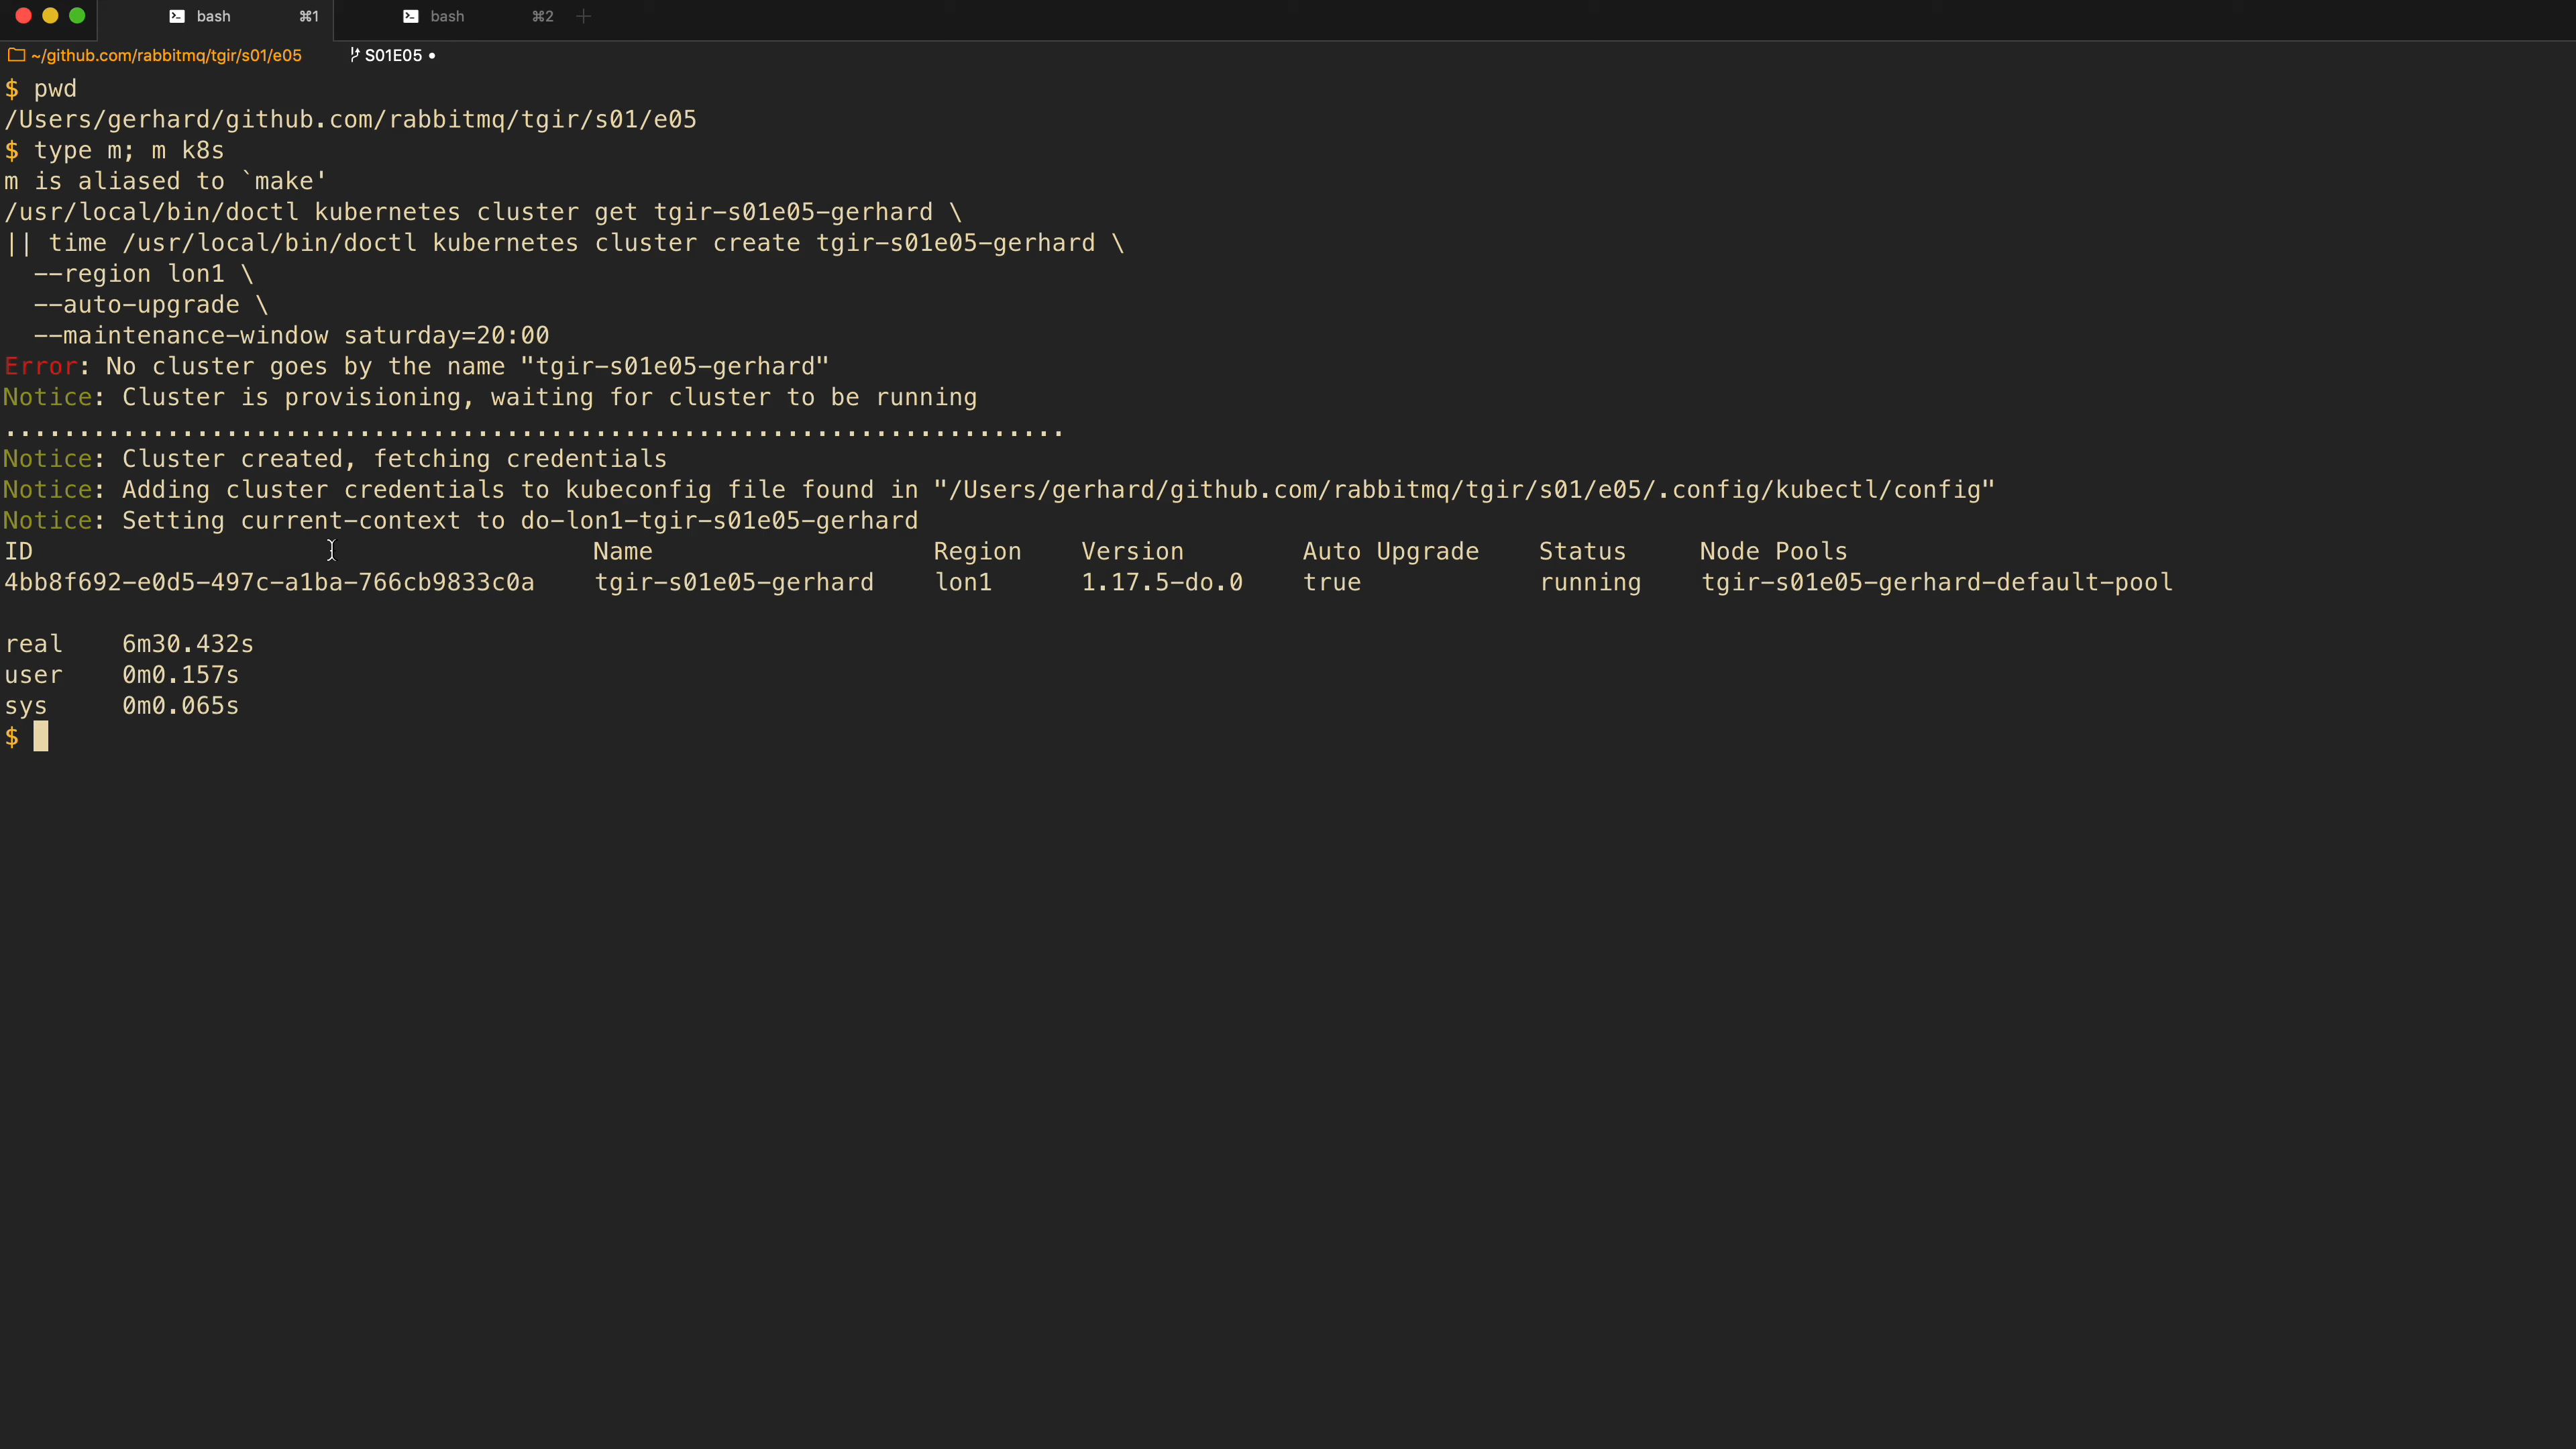 bash ⌘1 bash ⌘2 +
~/github.com/rabbitmq/tgir/s01/e05 S01E05 •
$ pwd
/Users/gerhard/github.com/rabbitmq/tgir/s01/e05
$ type m; m k8s
m is aliased to `make'
/usr/local/bin/doctl kubernetes cluster get tgir-s01e05-gerhard \
|| time /usr/local/bin/doctl kubernetes cluster create tgir-s01e05-gerhard \
  --region lon1 \
  --auto-upgrade \
  --maintenance-window saturday=20:00
Error: No cluster goes by the name "tgir-s01e05-gerhard"
Notice: Cluster is provisioning, waiting for cluster to be running
........................................................................
Notice: Cluster created, fetching credentials
Notice: Adding cluster credentials to kubeconfig file found in "/Users/gerhard/github.com/rabbitmq/tgir/s01/e05/.config/kubectl/config"
Notice: Setting current-context to do-lon1-tgir-s01e05-gerhard
ID Name Region Version Auto Upgrade Status Node Pools
4bb8f692-e0d5-497c-a1ba-766cb9833c0a tgir-s01e05-gerhard lon1 1.17.5-do.0 true running tgir-s01e05-gerhard-default-pool
real 6m30.432s
user 0m0.157s
sys 0m0.065s
$